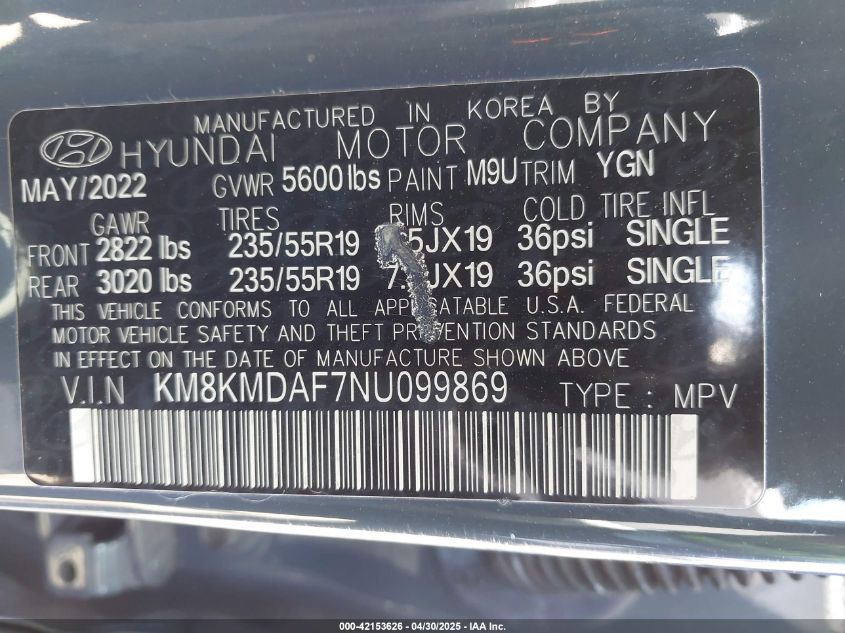 MANUFACTURED IN KOREA BY
HYUNDAI MOTOR COMPANY
MAY/2022 GVWR 5600 lbs PAINT M9U TRIM YGN
GAWR TIRES RIMS COLD TIRE INFL
FRONT 2822 lbs 235/55R19 5JX19 36psi SINGLE
REAR 3020 lbs 235/55R19 JX19 36psi SINGLE
THIS VEHICLE CONFORMS TO ALL U.S.A. FEDERAL
MOTOR VEHICLE SAFETY AND THEFT PREVENTION STANDARDS
IN EFFECT ON THE DATE OF MANUFACTURE SHOWN ABOVE
V.I.N KM8KMDAF7NU099869 TYPE : MPV
000-42153626 - 04/30/2025 - IAA Inc.